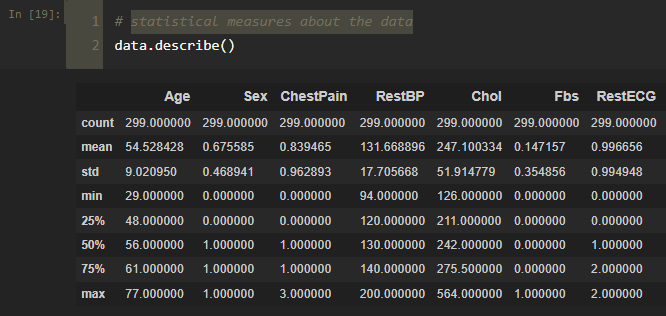 In [19]:
1 # statistical measures about the data
2 data.describe()
Age Sex ChestPain RestBP Chol Fbs RestECG
count 299.000000 299.000000 299.000000 299.000000 299.000000 299.000000 299.000000
mean 54.528428 0.675585 0.839465 131.668896 247.100334 0.147157 0.996656
std 9.020950 0.468941 0.962893 17.705668 51.914779 0.354856 0.994948
min 29.000000 0.000000 0.000000 94.000000 126.000000 0.000000 0.000000
25% 48.000000 0.000000 0.000000 120.000000 211.000000 0.000000 0.000000
50% 56.000000 1.000000 1.000000 130.000000 242.000000 0.000000 1.000000
75% 61.000000 1.000000 1.000000 140.000000 275.500000 0.000000 2.000000
max 77.000000 1.000000 3.000000 200.000000 564.000000 1.000000 2.000000